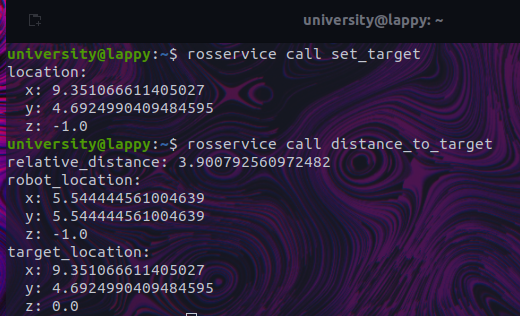 university@lappy: ~
university@lappy:~$ rosservice call set_target
location:
  x: 9.351066611405027
  y: 4.6924990409484595
  z: -1.0
university@lappy:~$ rosservice call distance_to_target
relative_distance: 3.900792560972482
robot_location:
  x: 5.544444561004639
  y: 5.544444561004639
  z: -1.0
target_location:
  x: 9.351066611405027
  y: 4.6924990409484595
  z: 0.0